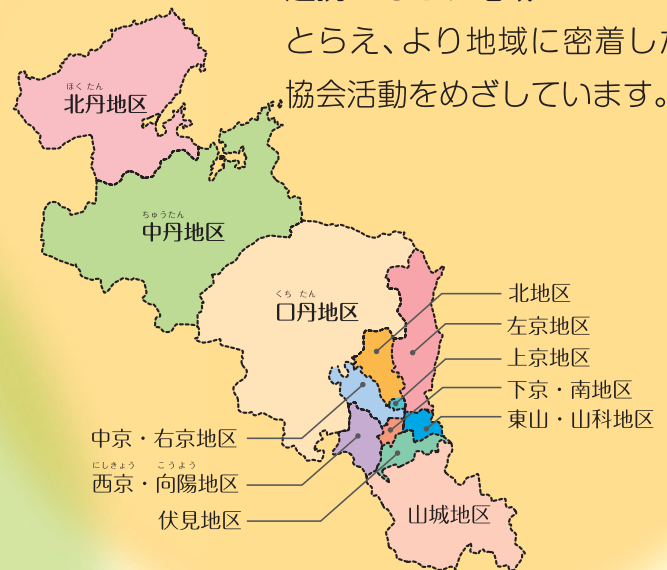 とらえ、より地域に密着した
協会活動をめざしています。
ほく たん
北丹地区
ちゅうたん
中丹地区
くち たん
口丹地区
北地区
左京地区
上京地区
下京・南地区
東山・山科地区
中京・右京地区
にしきょう こうよう
西京・向陽地区
伏見地区
山城地区